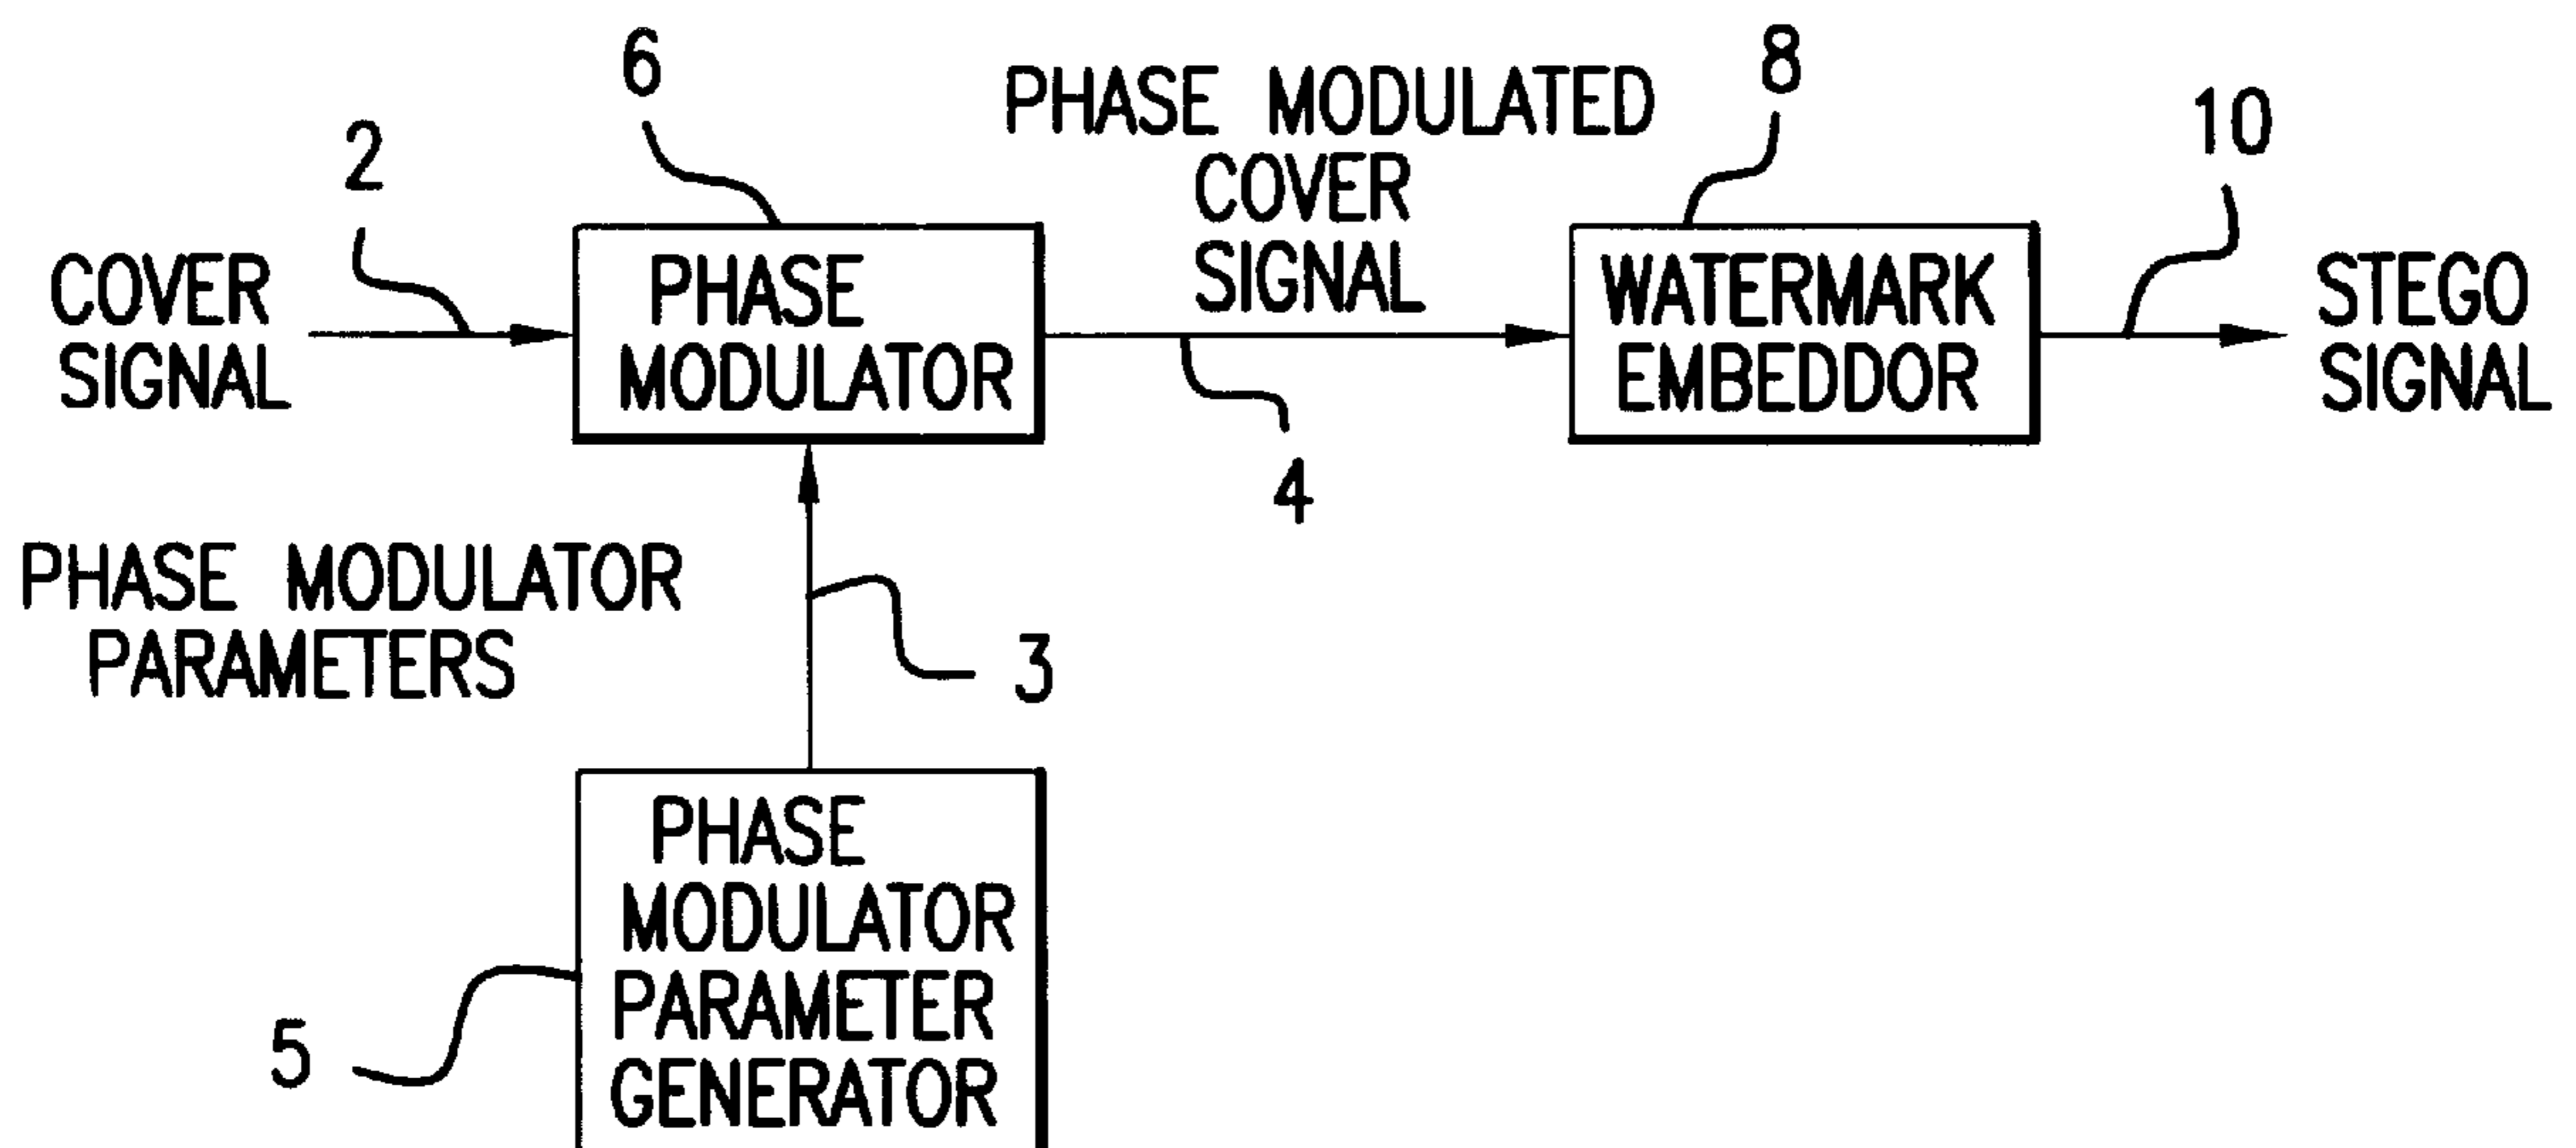 6
8
PHASE MODULATED
COVER
SIGNAL
10
2
COVER
SIGNAL
PHASE
MODULATOR
WATERMARK
EMBEDDOR
STEGO
SIGNAL
4
PHASE MODULATOR
PARAMETERS
3
PHASE
MODULATOR
PARAMETER
GENERATOR
5